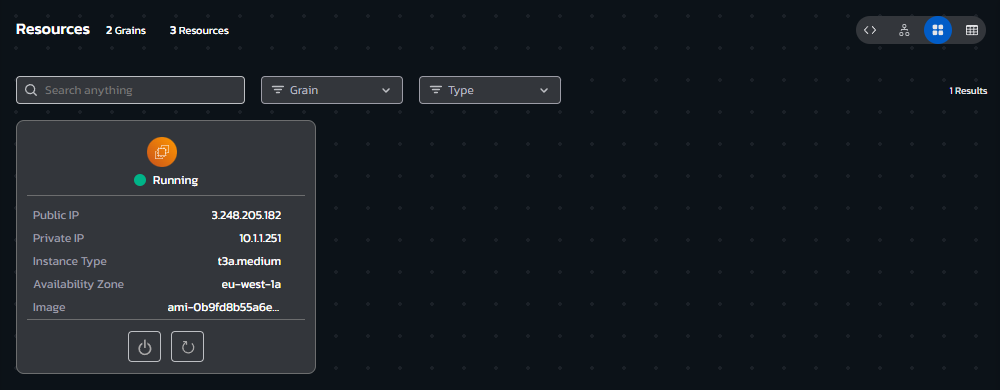 Resources 2 Grains 3 Resources
Search anything Grain Type 1 Results
Running
Public IP 3.248.205.182
Private IP 10.1.1.251
Instance Type t3a.medium
Availability Zone eu-west-1a
Image ami-0b9fd8b55a6e...